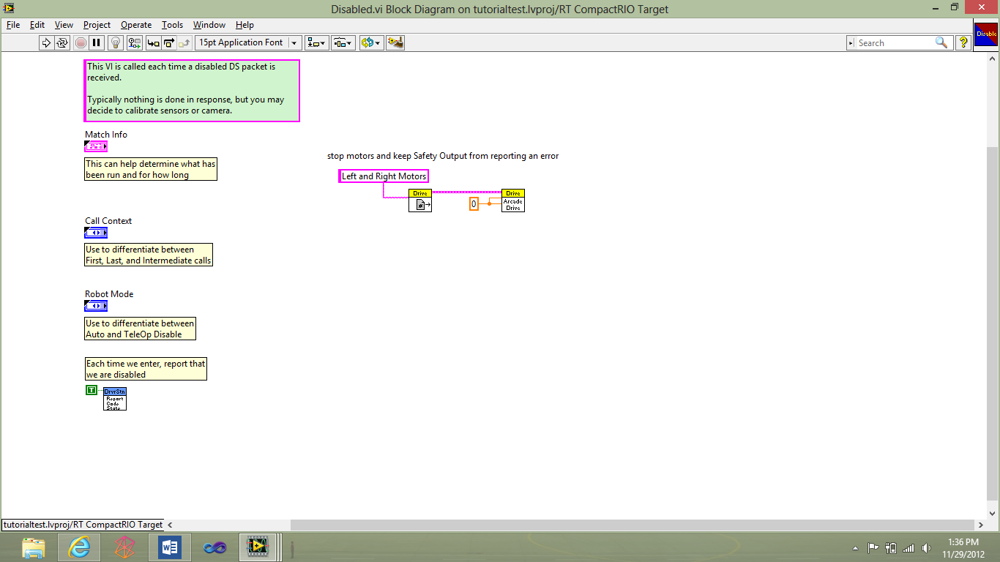 Disabled.vi Block Diagram on tutorialtest.lvproj/RT CompactRIO Target
File Edit View Project Operate Tools Window Help
15pt Application Font
Search
?
Disable
This VI is called each time a disabled DS packet is
received.
Typically nothing is done in response, but you may
decide to calibrate sensors or camera.
Match Info
This can help determine what has
been run and for how long
stop motors and keep Safety Output from reporting an error
Left and Right Motors
Drive
#
0
Drive
Arcade
Drive
Call Context
Use to differentiate between
First, Last, and Intermediate calls
Robot Mode
Use to differentiate between
Auto and TeleOp Disable
Each time we enter, report that
we are disabled
T
DrvrStn
Report
Code
State
tutorialtest.lvproj/RT CompactRIO Target
1:36 PM
11/29/2012